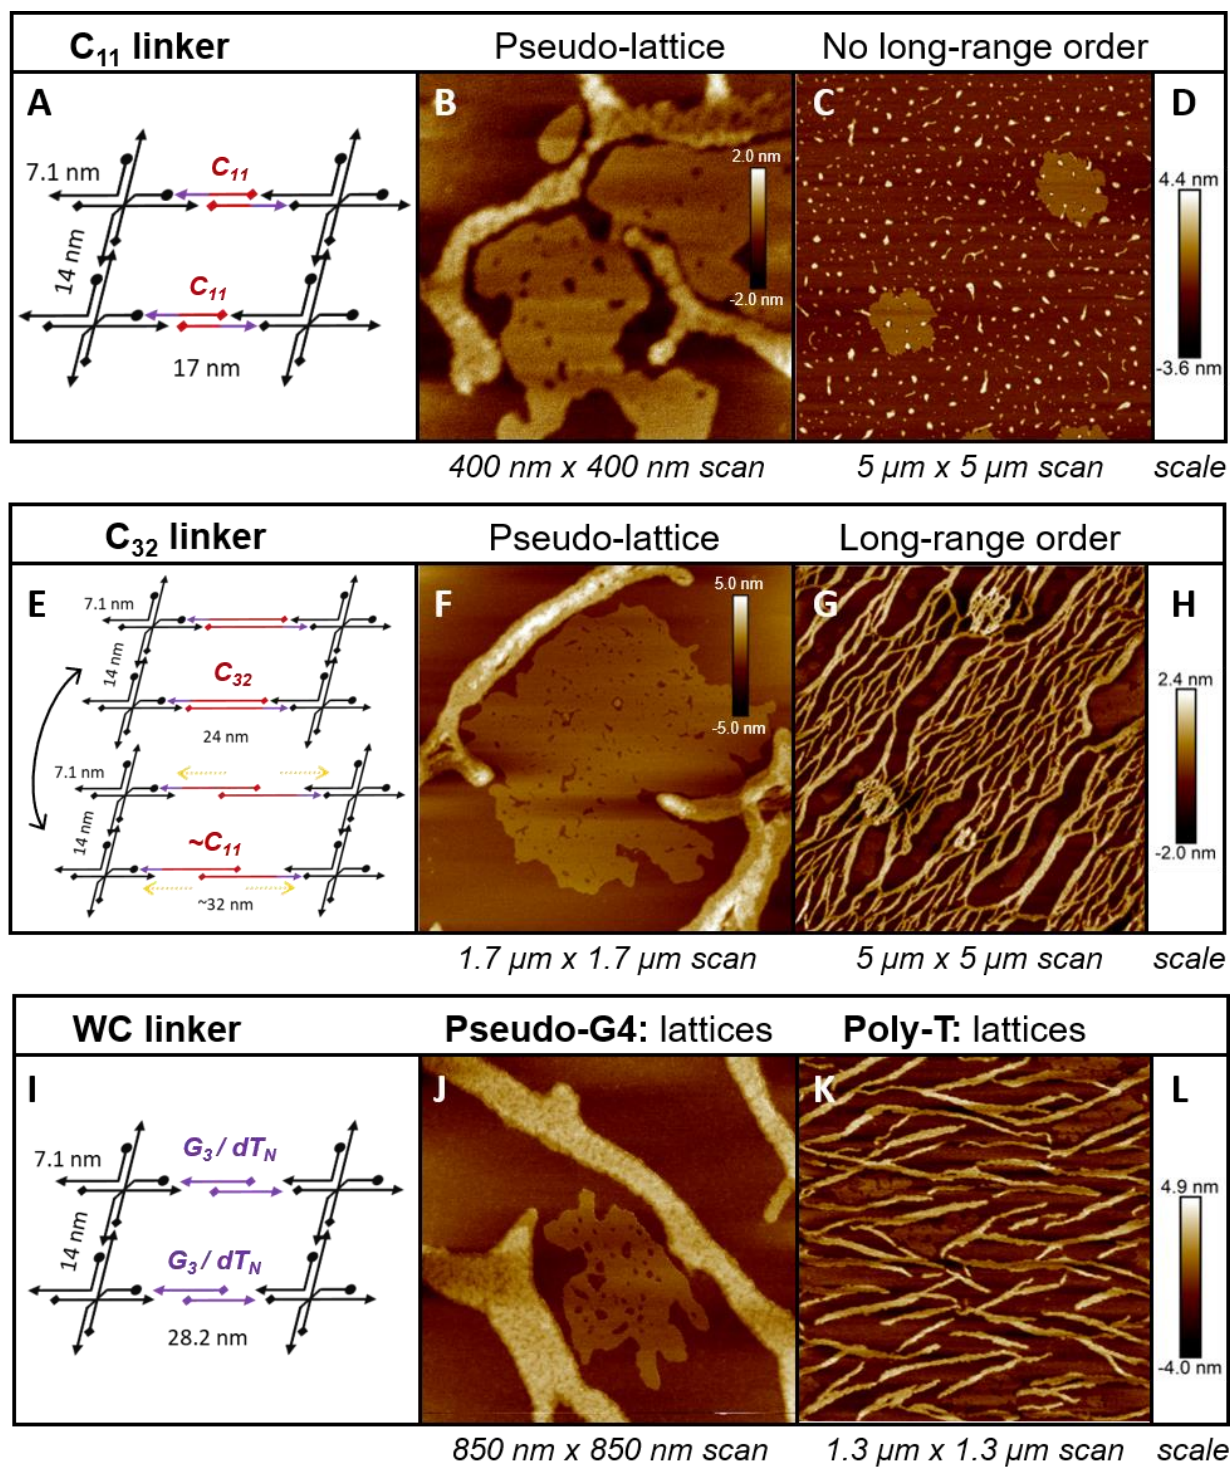 C₁₁ linker Pseudo-lattice No long-range order
A B C D
7.1 nm
C₁₁
14 nm
C₁₁
17 nm
2.0 nm
-2.0 nm
4.4 nm
-3.6 nm
400 nm x 400 nm scan 5 µm x 5 µm scan scale
C₃₂ linker Pseudo-lattice Long-range order
E F G H
7.1 nm
14 nm
C₃₂
24 nm
7.1 nm
14 nm
~C₁₁
~32 nm
5.0 nm
-5.0 nm
2.4 nm
-2.0 nm
1.7 µm x 1.7 µm scan 5 µm x 5 µm scan scale
WC linker Pseudo-G4: lattices Poly-T: lattices
I J K L
7.1 nm
G₃ / dT_N
14 nm
G₃ / dT_N
28.2 nm
4.9 nm
-4.0 nm
850 nm x 850 nm scan 1.3 µm x 1.3 µm scan scale